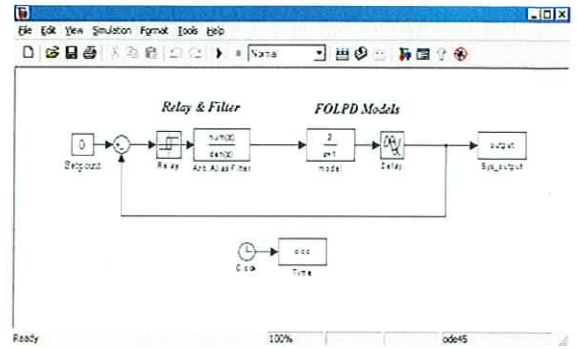 File Edit View Simulation Format Tools Help
Normal
Relay & Filter FOLPD Models
0
Setpoint
Relay
num(z)
den(z)
Anti Alias Filter
2
s+1
model
Delay
output
Sys_output
Clock
Time
Ready 100% ode45